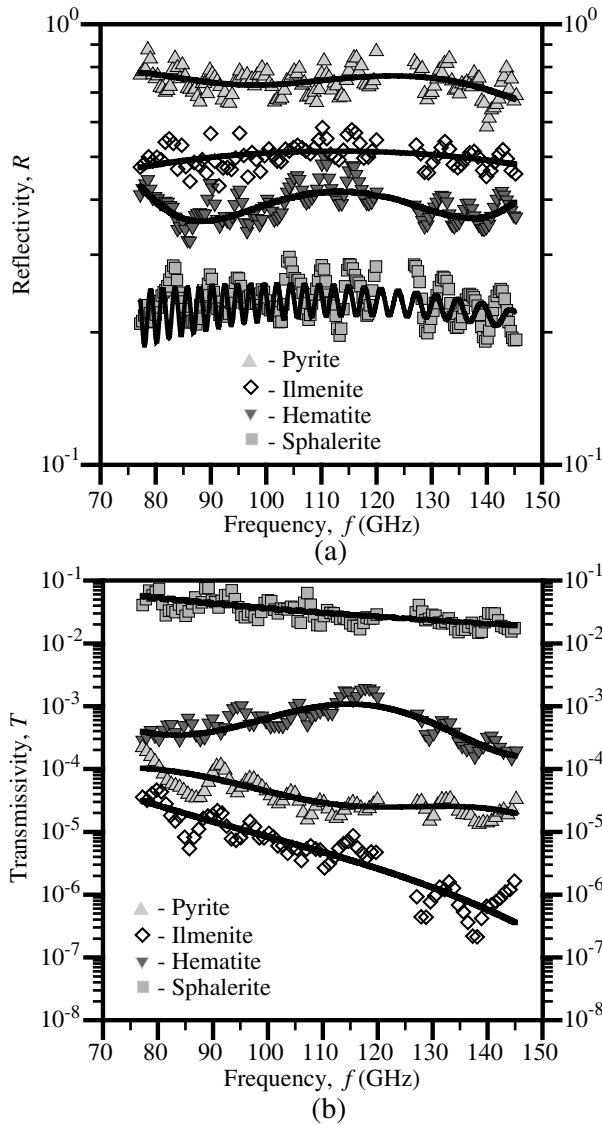 10^0 10^0
Reflectivity, R
- Pyrite
- Ilmenite
- Hematite
- Sphalerite
10^-1 10^-1
70 80 90 100 110 120 130 140 150
Frequency, f (GHz)
(a)
10^-1 10^-1
10^-2 10^-2
10^-3 10^-3
10^-4 10^-4
Transmissivity, T
10^-5 10^-5
10^-6 10^-6
- Pyrite
- Ilmenite
10^-7 10^-7
- Hematite
- Sphalerite
10^-8 10^-8
70 80 90 100 110 120 130 140 150
Frequency, f (GHz)
(b)